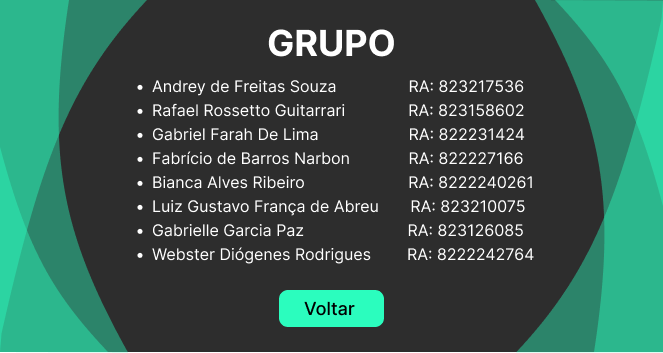 GRUPO
• Andrey de Freitas Souza RA: 823217536
• Rafael Rossetto Guitarrari RA: 823158602
• Gabriel Farah De Lima RA: 822231424
• Fabrício de Barros Narbon RA: 822227166
• Bianca Alves Ribeiro RA: 8222240261
• Luiz Gustavo França de Abreu RA: 823210075
• Gabrielle Garcia Paz RA: 823126085
• Webster Diógenes Rodrigues RA: 8222242764
Voltar